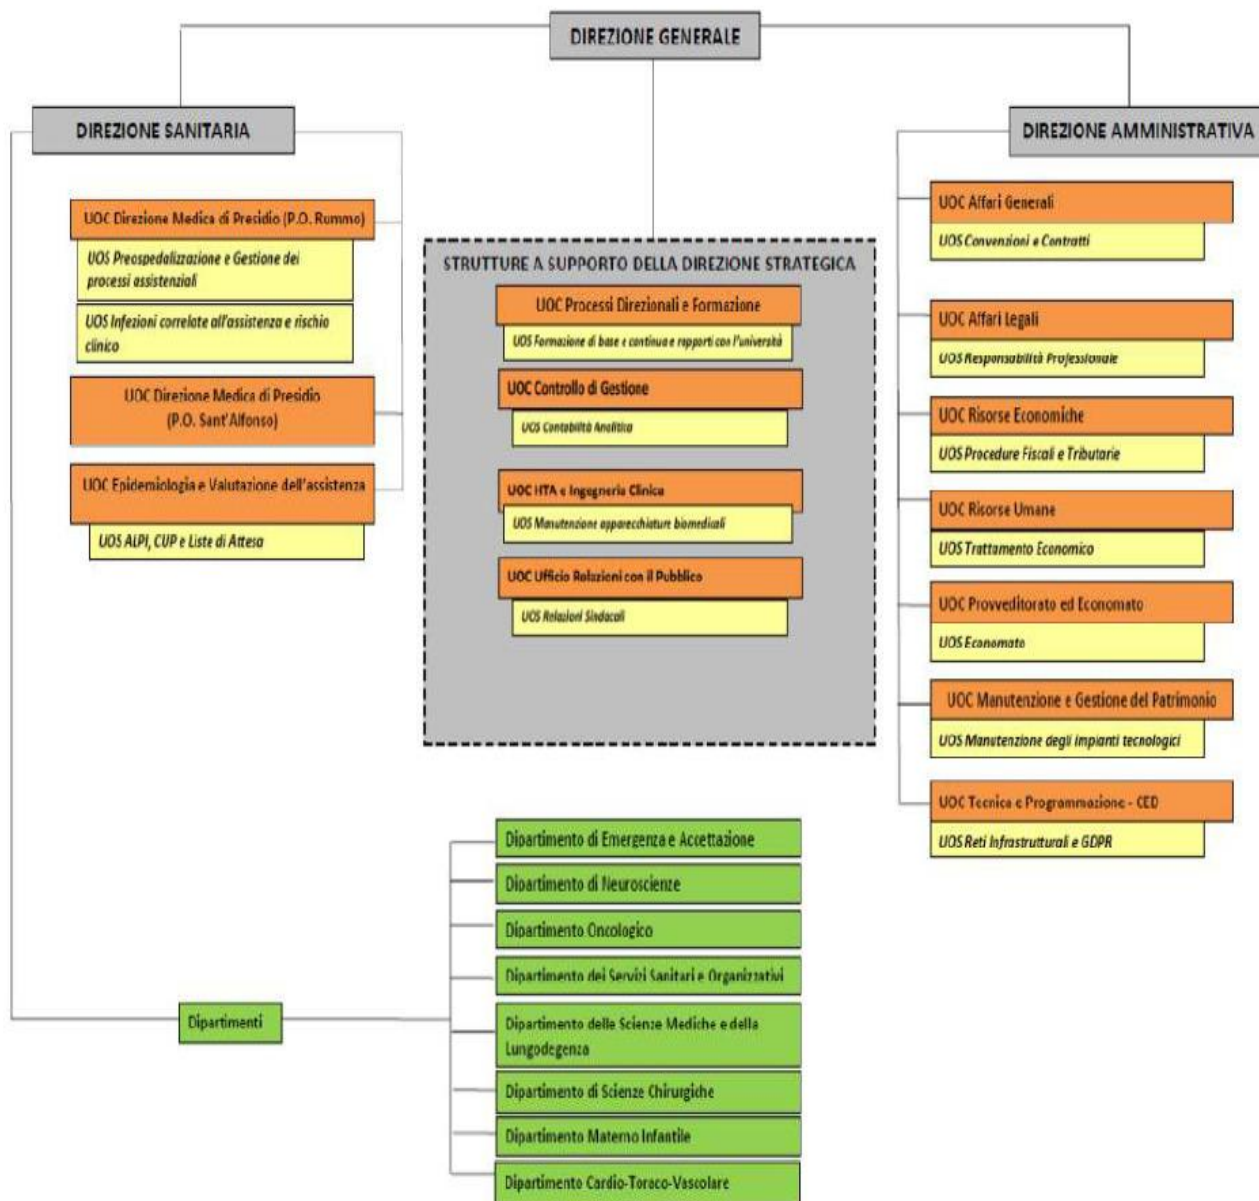 DIREZIONE GENERALE
DIREZIONE SANITARIA
UOC Direzione Medica di Presidio (P.O. Rummo)
UOS Preospedalizzazione e Gestione dei
processi assistenziali
UOS Infezioni correlate all'assistenza e rischio
clinico
UOC Direzione Medica di Presidio
(P.O. Sant'Alfonso)
UOC Epidemiologia e Valutazione dell'assistenza
UOS ALPI, CUP e Liste di Attesa
STRUTTURE A SUPPORTO DELLA DIREZIONE STRATEGICA
UOC Processi Direzionali e Formazione
UOS Formazione di base e continua e rapporti con l'università
UOC Controllo di Gestione
UOS Contabilità Analitica
UOC HTA e Ingegneria Clinica
UOS Manutenzione apparecchiature biomedicali
UOC Ufficio Relazioni con il Pubblico
UOS Relazioni Sindacali
DIREZIONE AMMINISTRATIVA
UOC Affari Generali
UOS Convenzioni e Contratti
UOC Affari Legali
UOS Responsabilità Professionale
UOC Risorse Economiche
UOS Procedure Fiscali e Tributarie
UOC Risorse Umane
UOS Trattamento Economico
UOC Provveditorato ed Economato
UOS Economato
UOC Manutenzione e Gestione del Patrimonio
UOS Manutenzione degli impianti tecnologici
UOC Tecnica e Programmazione - CED
UOS Reti Infrastrutturali e GDPR
Dipartimenti
Dipartimento di Emergenza e Accettazione
Dipartimento di Neuroscienze
Dipartimento Oncologico
Dipartimento dei Servizi Sanitari e Organizzativi
Dipartimento delle Scienze Mediche e della
Lungodegenza
Dipartimento di Scienze Chirurgiche
Dipartimento Materno Infantile
Dipartimento Cardio-Toraco-Vascolare